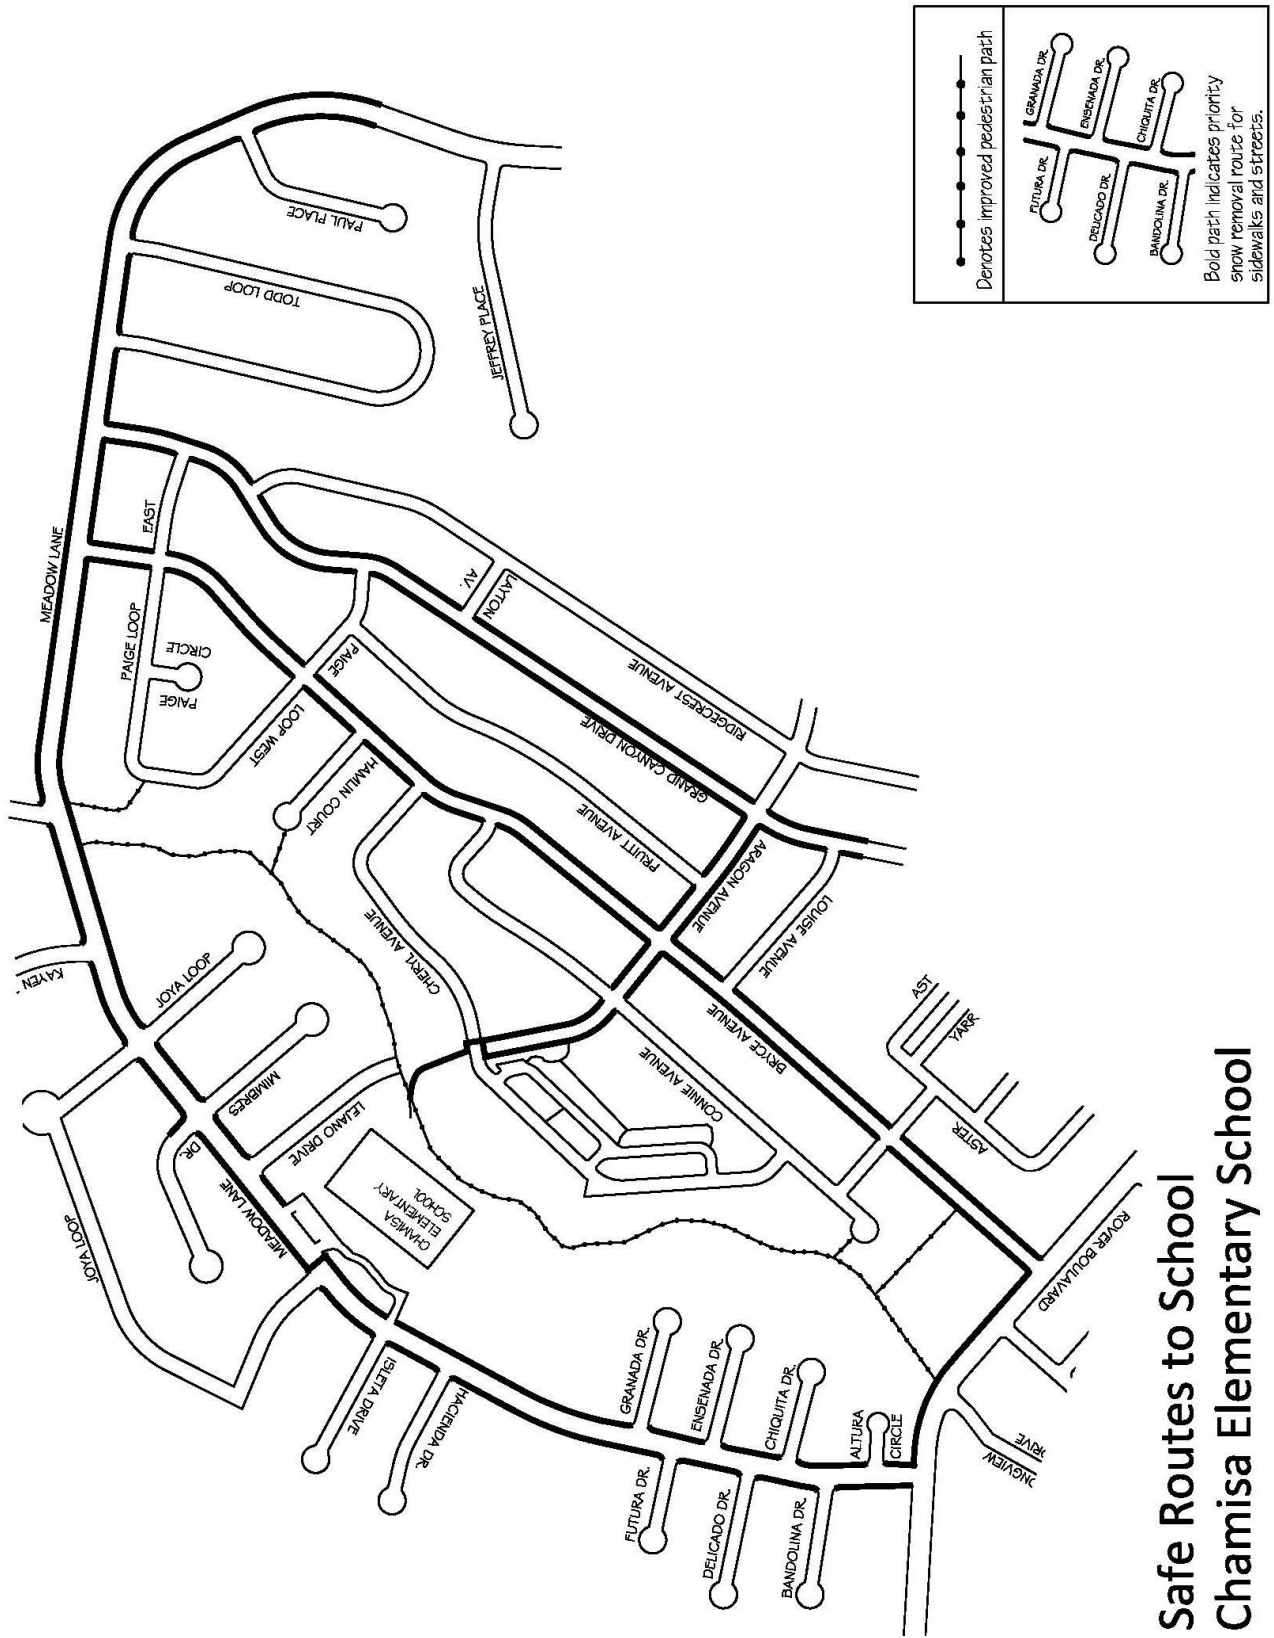 Safe Routes to School
Chamisa Elementary School
Denotes improved pedestrian path
GRANADA DR.
ENSENADA DR.
CHIQUITA DR.
FUTURA DR.
DELICADO DR.
BANDOLINA DR.
Bold path indicates priority
snow removal route for
sidewalks and streets.
PAUL PLACE
TODD LOOP
JEFFREY PLACE
MEADOW LANE
EAST
PAIGE LOOP
CIRCLE
PAIGE
PAIGE
LOOP WEST
HAMLIN COURT
AV.
LAYTON
RIDGECREST AVENUE
GRAND CANYON DRIVE
PRUITT AVENUE
ARAGON AVENUE
LOUISE AVENUE
CHERYL AVENUE
BRYCE AVENUE
CONNIE AVENUE
KAYEN
JOYA LOOP
MIMBRES
DR.
LEJANO DRIVE
MEADOW LANE
JOYA LOOP
CHAMISA
ELEMENTARY
SCHOOL
ISLETA DRIVE
HACIENDA DR.
GRANADA DR.
ENSENADA DR.
CHIQUITA DR.
ALTURA
CIRCLE
FUTURA DR.
DELICADO DR.
BANDOLINA DR.
AST
YARR
ASTER
ROVER BOULAVARD
ONGVIEW
RIVE